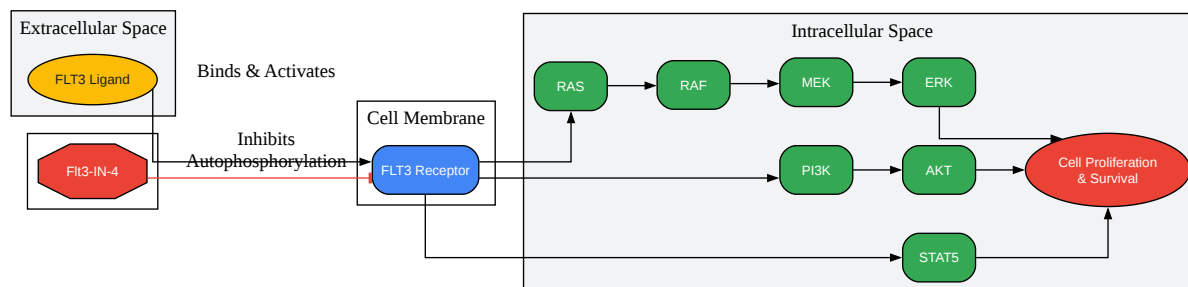 Extracellular Space
FLT3 Ligand
Binds & Activates
Flt3-IN-4
Inhibits
Autophosphorylation
Cell Membrane
FLT3 Receptor
Intracellular Space
RAS
RAF
MEK
ERK
PI3K
AKT
Cell Proliferation
& Survival
STAT5